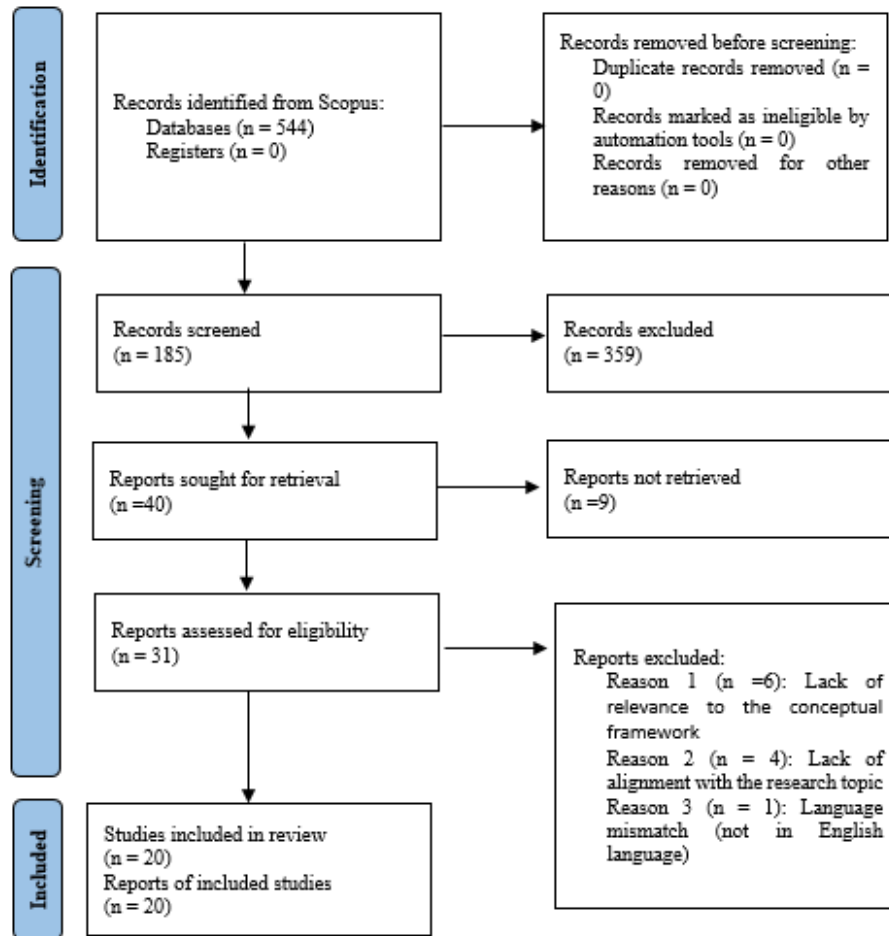 Identification
Records identified from Scopus:
Databases (n = 544)
Registers (n = 0)
Records removed before screening:
Duplicate records removed (n =
0)
Records marked as ineligible by
automation tools (n = 0)
Records removed for other
reasons (n = 0)
Screening
Records screened
(n = 185)
Records excluded
(n = 359)
Reports sought for retrieval
(n =40)
Reports not retrieved
(n =9)
Reports assessed for eligibility
(n = 31)
Reports excluded:
Reason 1 (n =6): Lack of
relevance to the conceptual
framework
Reason 2 (n = 4): Lack of
alignment with the research topic
Reason 3 (n = 1): Language
mismatch (not in English
language)
Included
Studies included in review
(n = 20)
Reports of included studies
(n = 20)